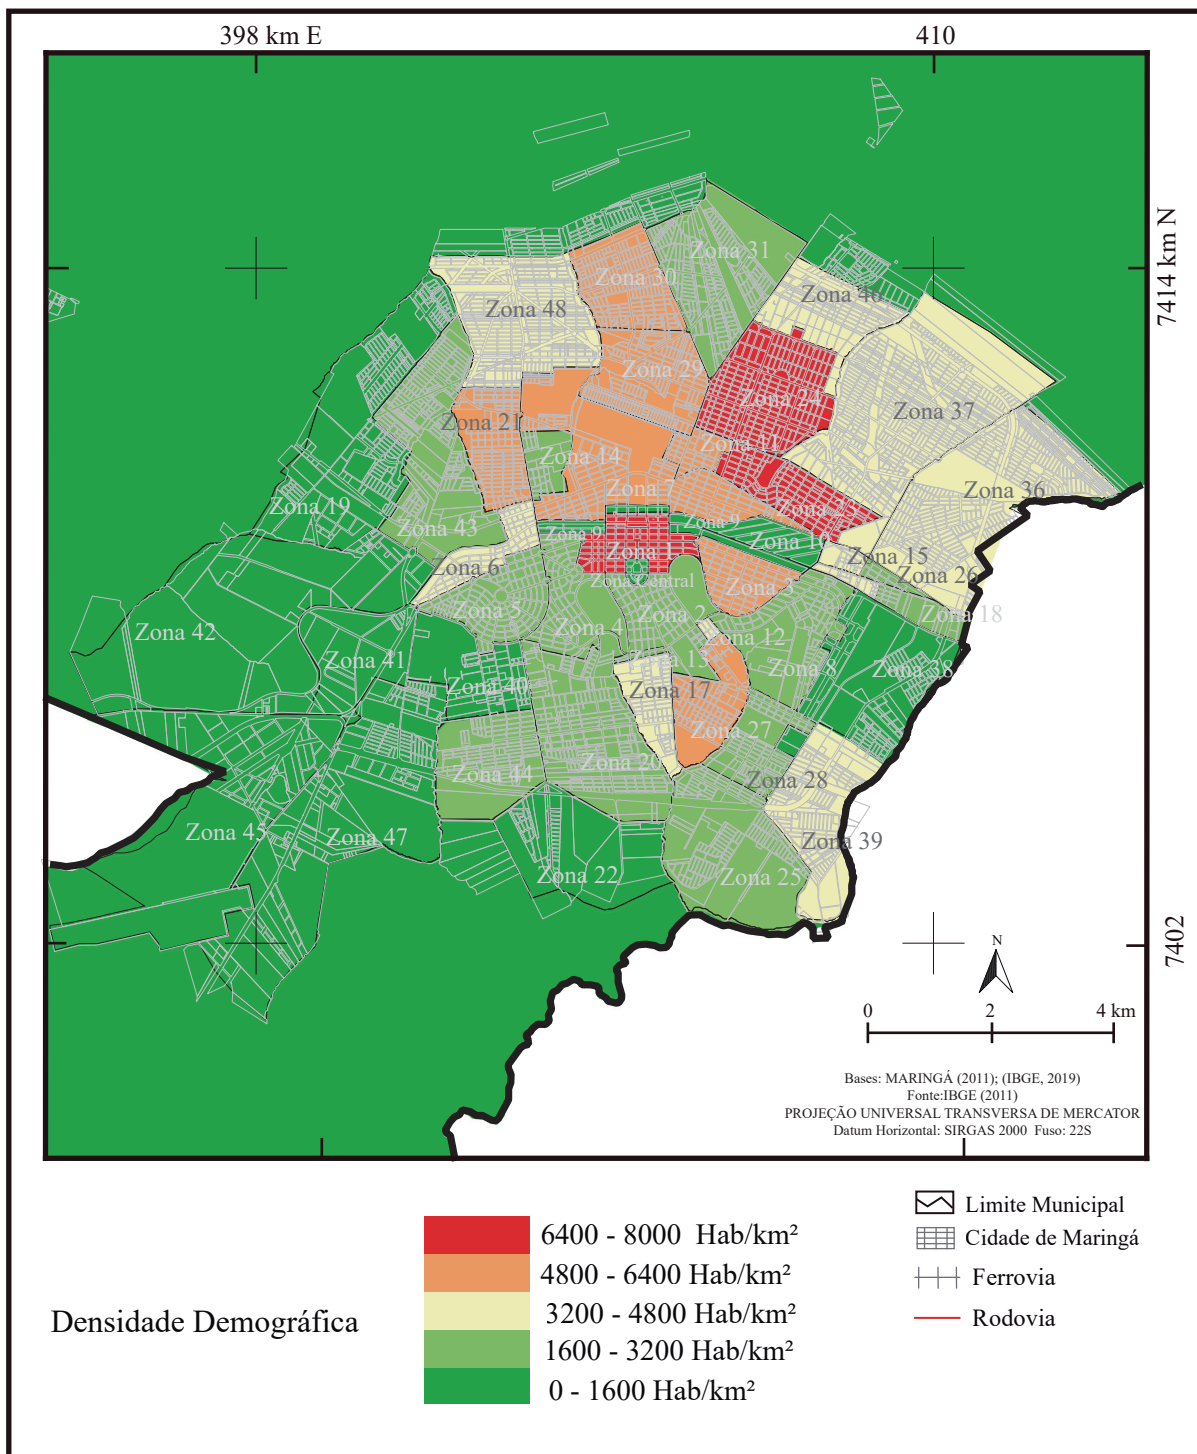 398 km E
410
7414 km N
7402
Zona 31
Zona 30
Zona 46
Zona 48
Zona 29
Zona 24
Zona 37
Zona 21
Zona 14
Zona 7
Zona 36
Zona 19
Zona 43
Zona 9
Zona 9
Zona 1
Zona Central
Zona 15
Zona 6
Zona 3
Zona 26
Zona 5
Zona 4
Zona 2
Zona 18
Zona 42
Zona 12
Zona 41
Zona 13
Zona 8
Zona 38
Zona 40
Zona 17
Zona 27
Zona 44
Zona 20
Zona 28
Zona 45
Zona 47
Zona 39
Zona 22
Zona 25
N
0 2 4 km
Bases: MARINGÁ (2011); (IBGE, 2019)
Fonte:IBGE (2011)
PROJEÇÃO UNIVERSAL TRANSVERSA DE MERCATOR
Datum Horizontal: SIRGAS 2000 Fuso: 22S
Densidade Demográfica
6400 - 8000 Hab/km²
4800 - 6400 Hab/km²
3200 - 4800 Hab/km²
1600 - 3200 Hab/km²
0 - 1600 Hab/km²
Limite Municipal
Cidade de Maringá
Ferrovia
Rodovia